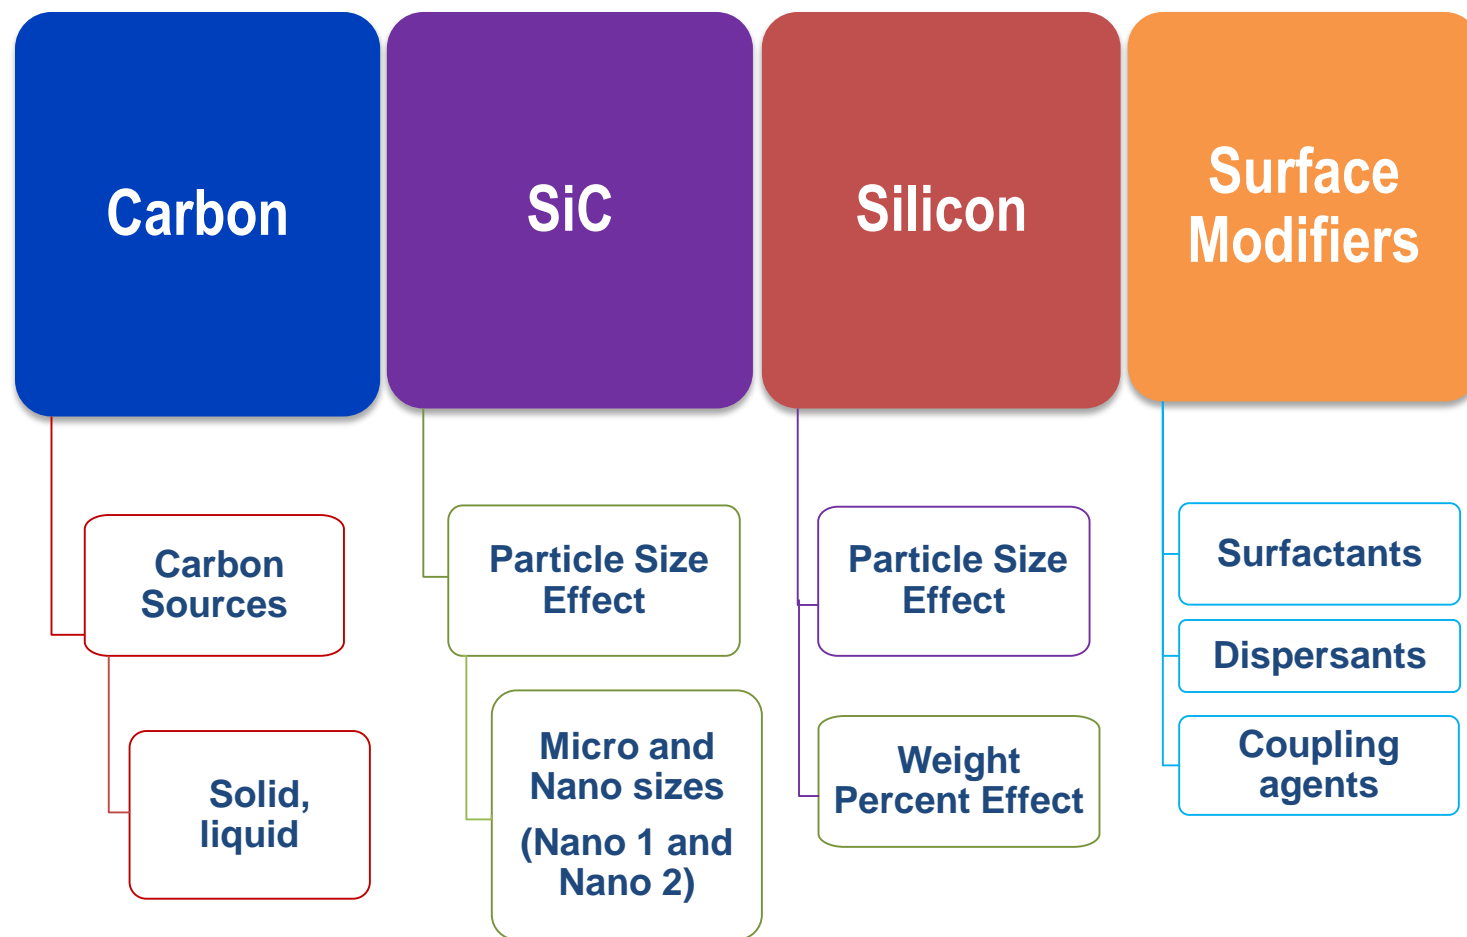 Carbon
SiC
Silicon
Surface
Modifiers
Carbon
Sources
Solid,
liquid
Particle Size
Effect
Micro and
Nano sizes
(Nano 1 and
Nano 2)
Particle Size
Effect
Weight
Percent Effect
Surfactants
Dispersants
Coupling
agents